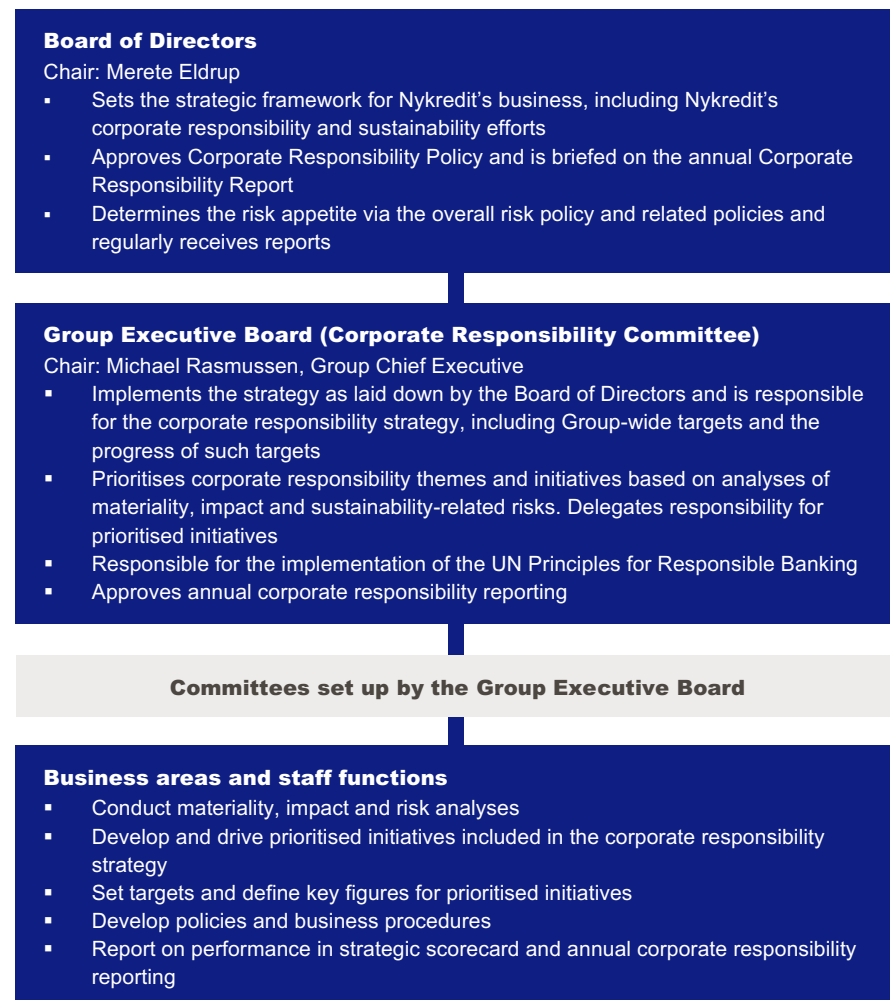 Board of Directors
Chair: Merete Eldrup
▪ Sets the strategic framework for Nykredit's business, including Nykredit's
corporate responsibility and sustainability efforts
▪ Approves Corporate Responsibility Policy and is briefed on the annual Corporate
Responsibility Report
▪ Determines the risk appetite via the overall risk policy and related policies and
regularly receives reports
Group Executive Board (Corporate Responsibility Committee)
Chair: Michael Rasmussen, Group Chief Executive
▪ Implements the strategy as laid down by the Board of Directors and is responsible
for the corporate responsibility strategy, including Group-wide targets and the
progress of such targets
▪ Prioritises corporate responsibility themes and initiatives based on analyses of
materiality, impact and sustainability-related risks. Delegates responsibility for
prioritised initiatives
▪ Responsible for the implementation of the UN Principles for Responsible Banking
▪ Approves annual corporate responsibility reporting
Committees set up by the Group Executive Board
Business areas and staff functions
▪ Conduct materiality, impact and risk analyses
▪ Develop and drive prioritised initiatives included in the corporate responsibility
strategy
▪ Set targets and define key figures for prioritised initiatives
▪ Develop policies and business procedures
▪ Report on performance in strategic scorecard and annual corporate responsibility
reporting